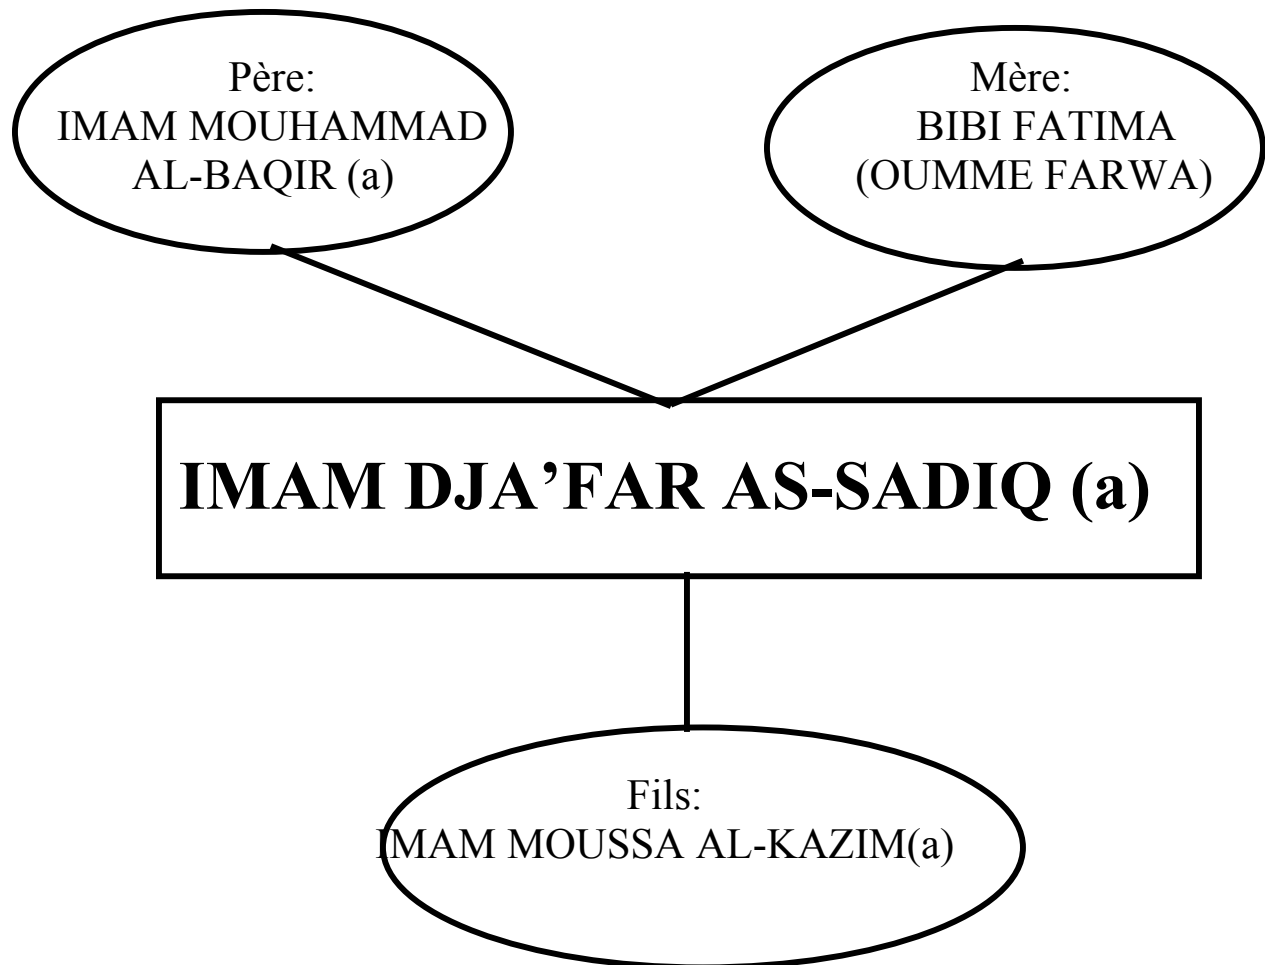 Père:
IMAM MOUHAMMAD
AL-BAQIR (a)
Mère:
BIBI FATIMA
(OUMME FARWA)
IMAM DJA’FAR AS-SADIQ (a)
Fils:
IMAM MOUSSA AL-KAZIM(a)